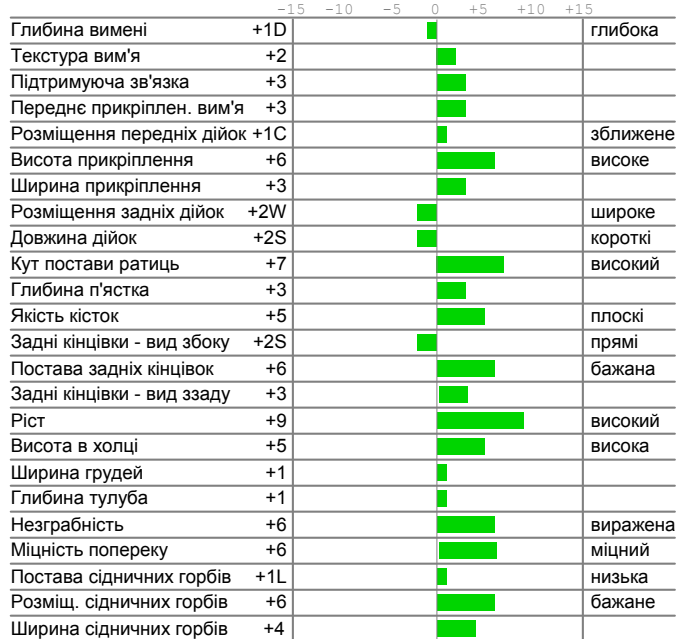 -15 -10 -5 0 +5 +10 +15
Глибина вимені +1D глибока
Текстура вим'я +2
Підтримуюча зв'язка +3
Переднє прикріплен. вим'я +3
Розміщення передніх дійок +1C зближене
Висота прикріплення +6 високе
Ширина прикріплення +3
Розміщення задніх дійок +2W широке
Довжина дійок +2S короткі
Кут постави ратиць +7 високий
Глибина п'ястка +3
Якість кісток +5 плоскі
Задні кінцівки - вид збоку +2S прямі
Постава задніх кінцівок +6 бажана
Задні кінцівки - вид ззаду +3
Ріст +9 високий
Висота в холці +5 висока
Ширина грудей +1
Глибина тулуба +1
Незграбність +6 виражена
Міцність попереку +6 міцний
Постава сідничних горбів +1L низька
Розміщ. сідничних горбів +6 бажане
Ширина сідничних горбів +4